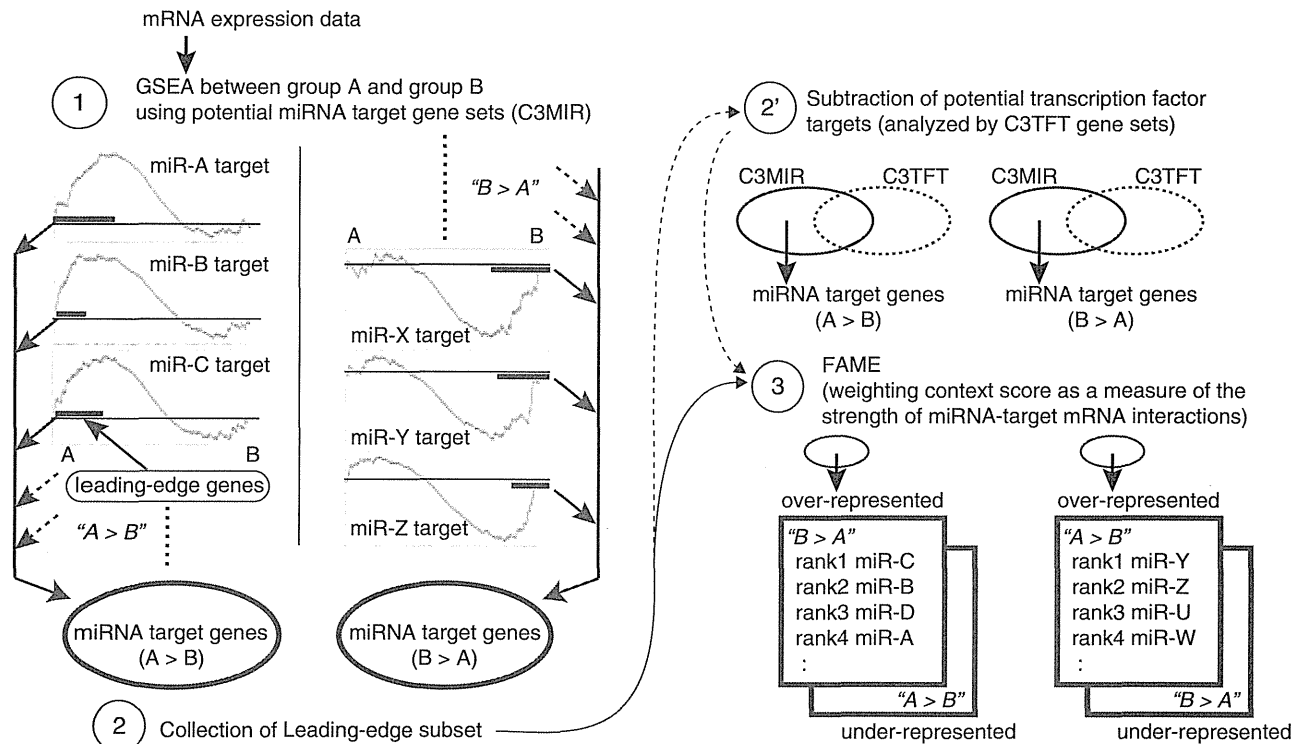 mRNA expression data
1
GSEA between group A and group B
using potential miRNA target gene sets (C3MIR)
miR-A target
miR-B target
miR-C target
A
B
leading-edge genes
“A > B”
“B > A”
A
B
miR-X target
miR-Y target
miR-Z target
miRNA target genes
(A > B)
miRNA target genes
(B > A)
2
Collection of Leading-edge subset
2'
Subtraction of potential transcription factor
targets (analyzed by C3TFT gene sets)
C3MIR
C3TFT
C3MIR
C3TFT
miRNA target genes
(A > B)
miRNA target genes
(B > A)
3
FAME
(weighting context score as a measure of the
strength of miRNA-target mRNA interactions)
over-represented
“B > A”
rank1 miR-C
rank2 miR-B
rank3 miR-D
rank4 miR-A
:
“A > B”
under-represented
over-represented
“A > B”
rank1 miR-Y
rank2 miR-Z
rank3 miR-U
rank4 miR-W
:
“B > A”
under-represented